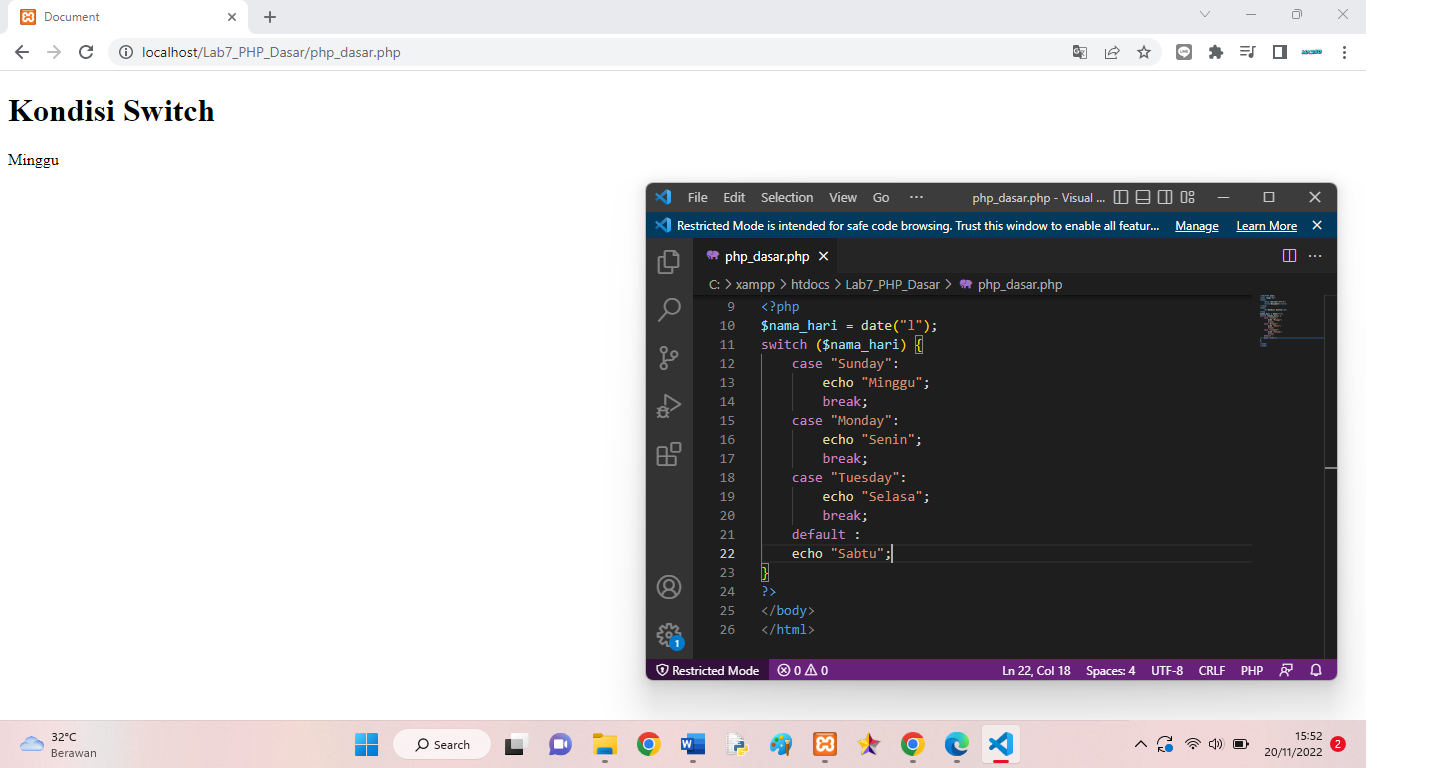 Document
localhost/Lab7_PHP_Dasar/php_dasar.php
Kondisi Switch
Minggu
File Edit Selection View Go ··· php_dasar.php - Visual ...
Restricted Mode is intended for safe code browsing. Trust this window to enable all featur... Manage Learn More
php_dasar.php
C: > xampp > htdocs > Lab7_PHP_Dasar > php_dasar.php
9 <?php
10 $nama_hari = date("l");
11 switch ($nama_hari) {
12 case "Sunday":
13 echo "Minggu";
14 break;
15 case "Monday":
16 echo "Senin";
17 break;
18 case "Tuesday":
19 echo "Selasa";
20 break;
21 default :
22 echo "Sabtu";
23 }
24 ?>
25 </body>
26 </html>
1
Restricted Mode 0 0 Ln 22, Col 18 Spaces: 4 UTF-8 CRLF PHP
32°C
Berawan
Search
15:52
20/11/2022
2